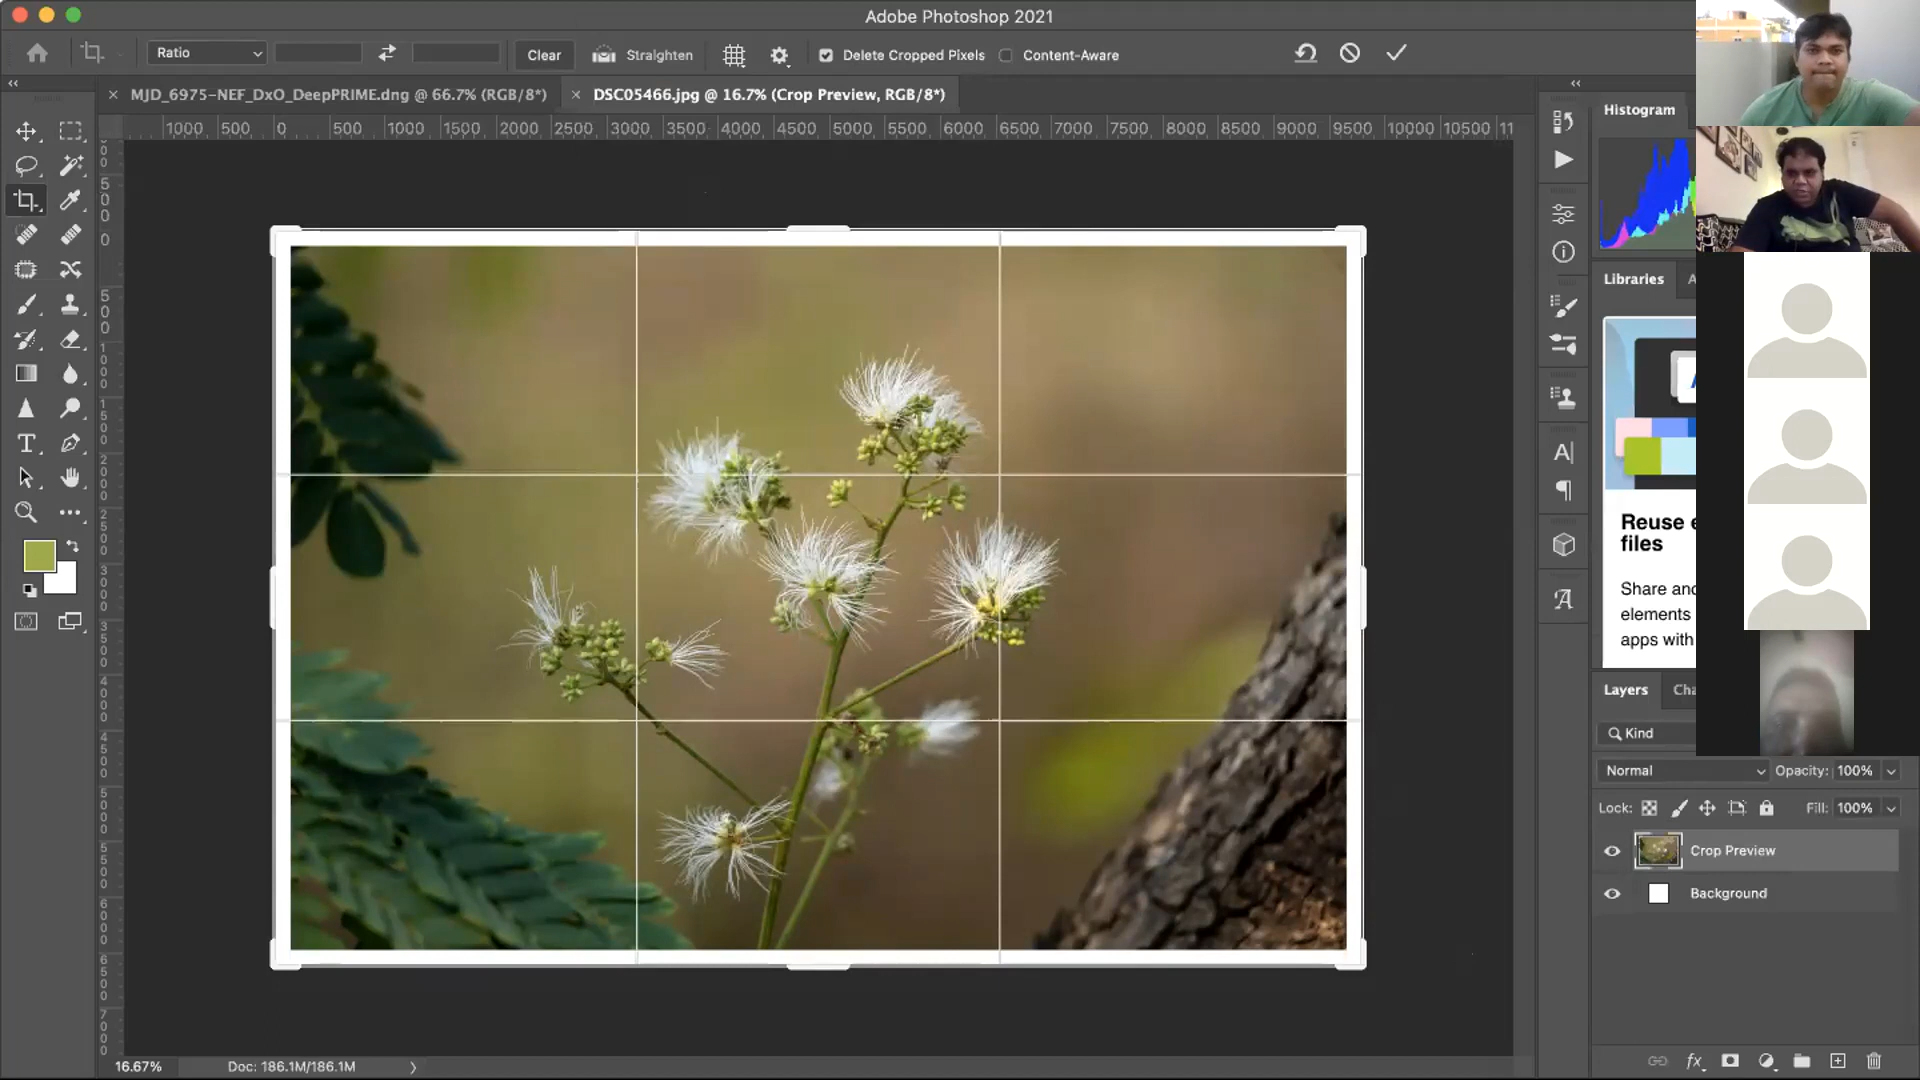 Adobe Photoshop 2021
Ratio
Clear
Straighten
Delete Cropped Pixels
Content-Aware
MJD_6975-NEF_DxO_DeepPRIME.dng @ 66.7% (RGB/8*)
DSC05466.jpg @ 16.7% (Crop Preview, RGB/8*)
1000 500 0 500 1000 1500 2000 2500 3000 3500 4000 4500 5000 5500 6000 6500 7000 7500 8000 8500 9000 9500 10000 10500 11
Histogram
Libraries
A
Reuse e
files
Share and
elements
apps with
Layers
Cha
Kind
Normal
Opacity: 100%
Lock:
Fill: 100%
Crop Preview
Background
16.67%
Doc: 186.1M/186.1M